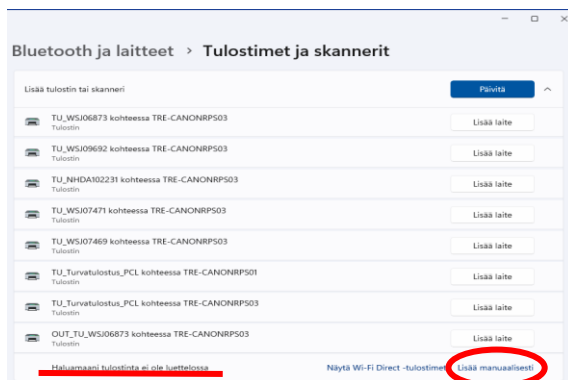 Bluetooth ja laitteet > Tulostimet ja skannerit
Lisää tulostin tai skanneri Päivitä
TU_WSJ06873 kohteessa TRE-CANONRPS03
Tulostin
Lisää laite
TU_WSJ09692 kohteessa TRE-CANONRPS03
Tulostin
Lisää laite
TU_NHDA102231 kohteessa TRE-CANONRPS03
Tulostin
Lisää laite
TU_WSJ07471 kohteessa TRE-CANONRPS03
Tulostin
Lisää laite
TU_WSJ07469 kohteessa TRE-CANONRPS03
Tulostin
Lisää laite
TU_Turvatulostus_PCL kohteessa TRE-CANONRPS01
Tulostin
Lisää laite
TU_Turvatulostus_PCL kohteessa TRE-CANONRPS03
Tulostin
Lisää laite
OUT_TU_WSJ06873 kohteessa TRE-CANONRPS03
Tulostin
Lisää laite
Haluamaani tulostinta ei ole luettelossa Näytä Wi-Fi Direct -tulostimet Lisää manuaalisesti